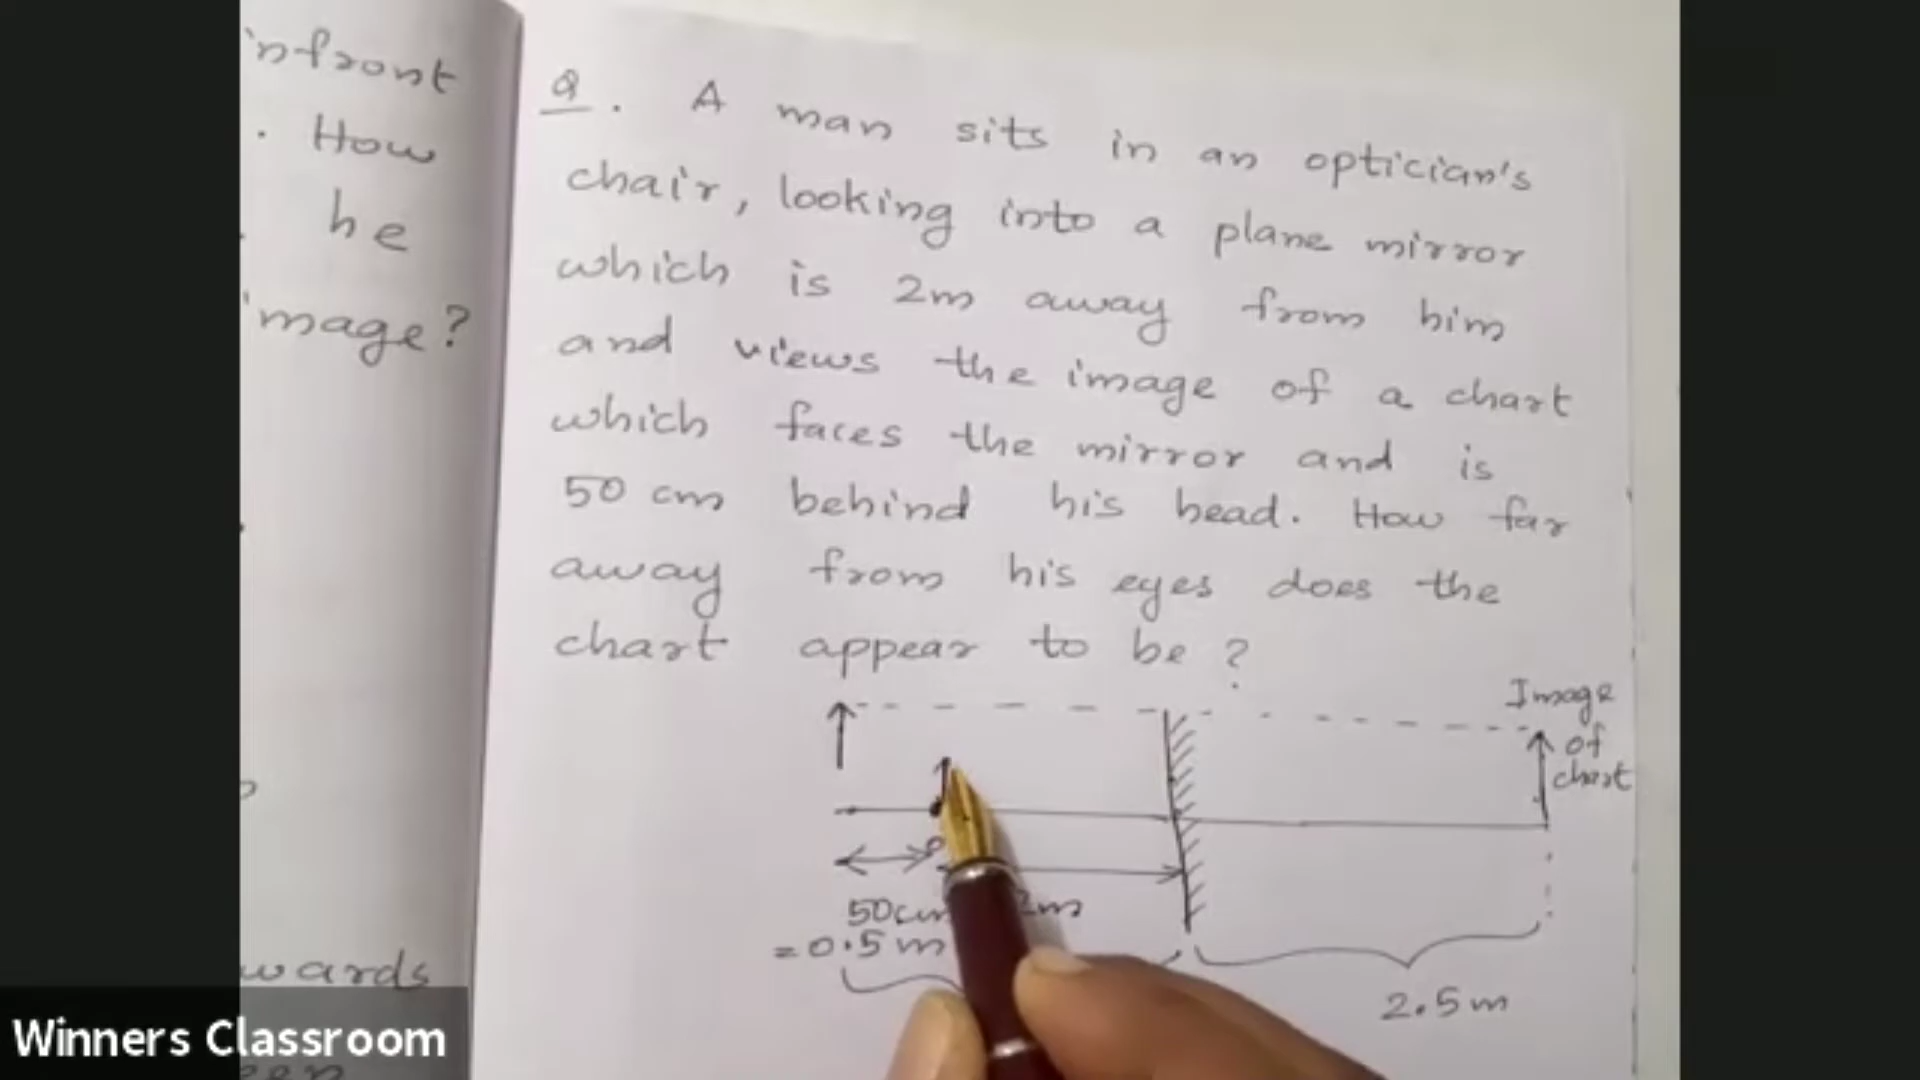 nfront
. How
he
image?
Q. A man sits in an optician's
chair, looking into a plane mirror
which is 2m away from him
and views the image of a chart
which faces the mirror and is
50 cm behind his head. How far
away from his eyes does the
chart appear to be?
Image
of
chart
50cm 2m
= 0.5 m
2.5 m
wards
Winners Classroom